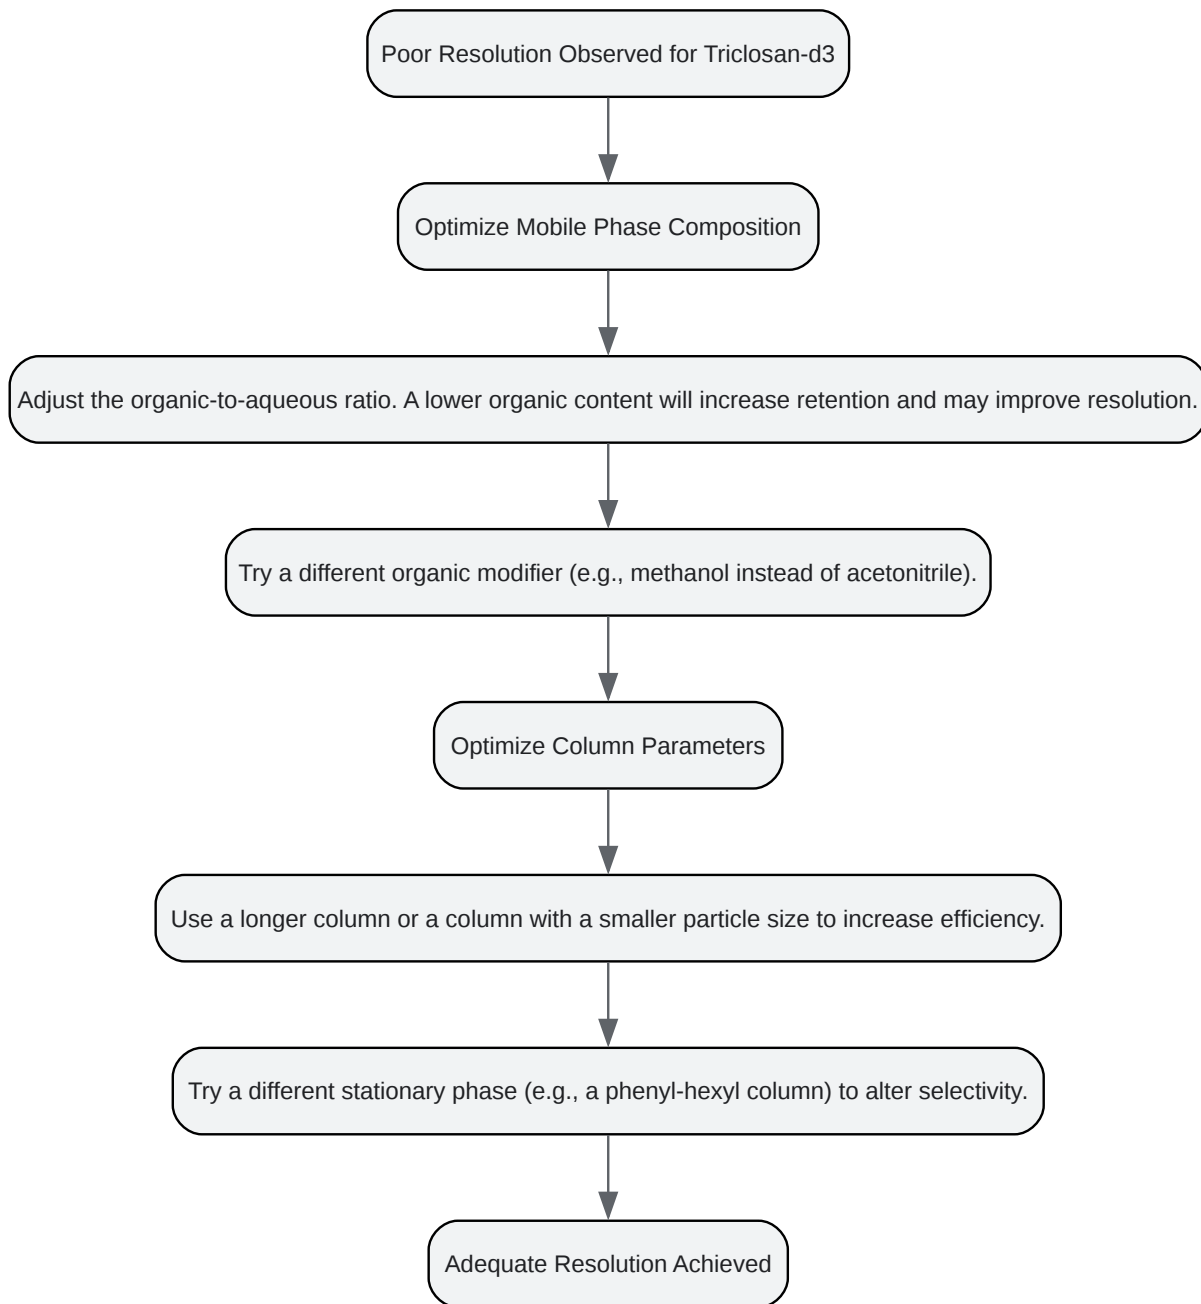 Poor Resolution Observed for Triclosan-d3
Optimize Mobile Phase Composition
Adjust the organic-to-aqueous ratio. A lower organic content will increase retention and may improve resolution.
Try a different organic modifier (e.g., methanol instead of acetonitrile).
Optimize Column Parameters
Use a longer column or a column with a smaller particle size to increase efficiency.
Try a different stationary phase (e.g., a phenyl-hexyl column) to alter selectivity.
Adequate Resolution Achieved